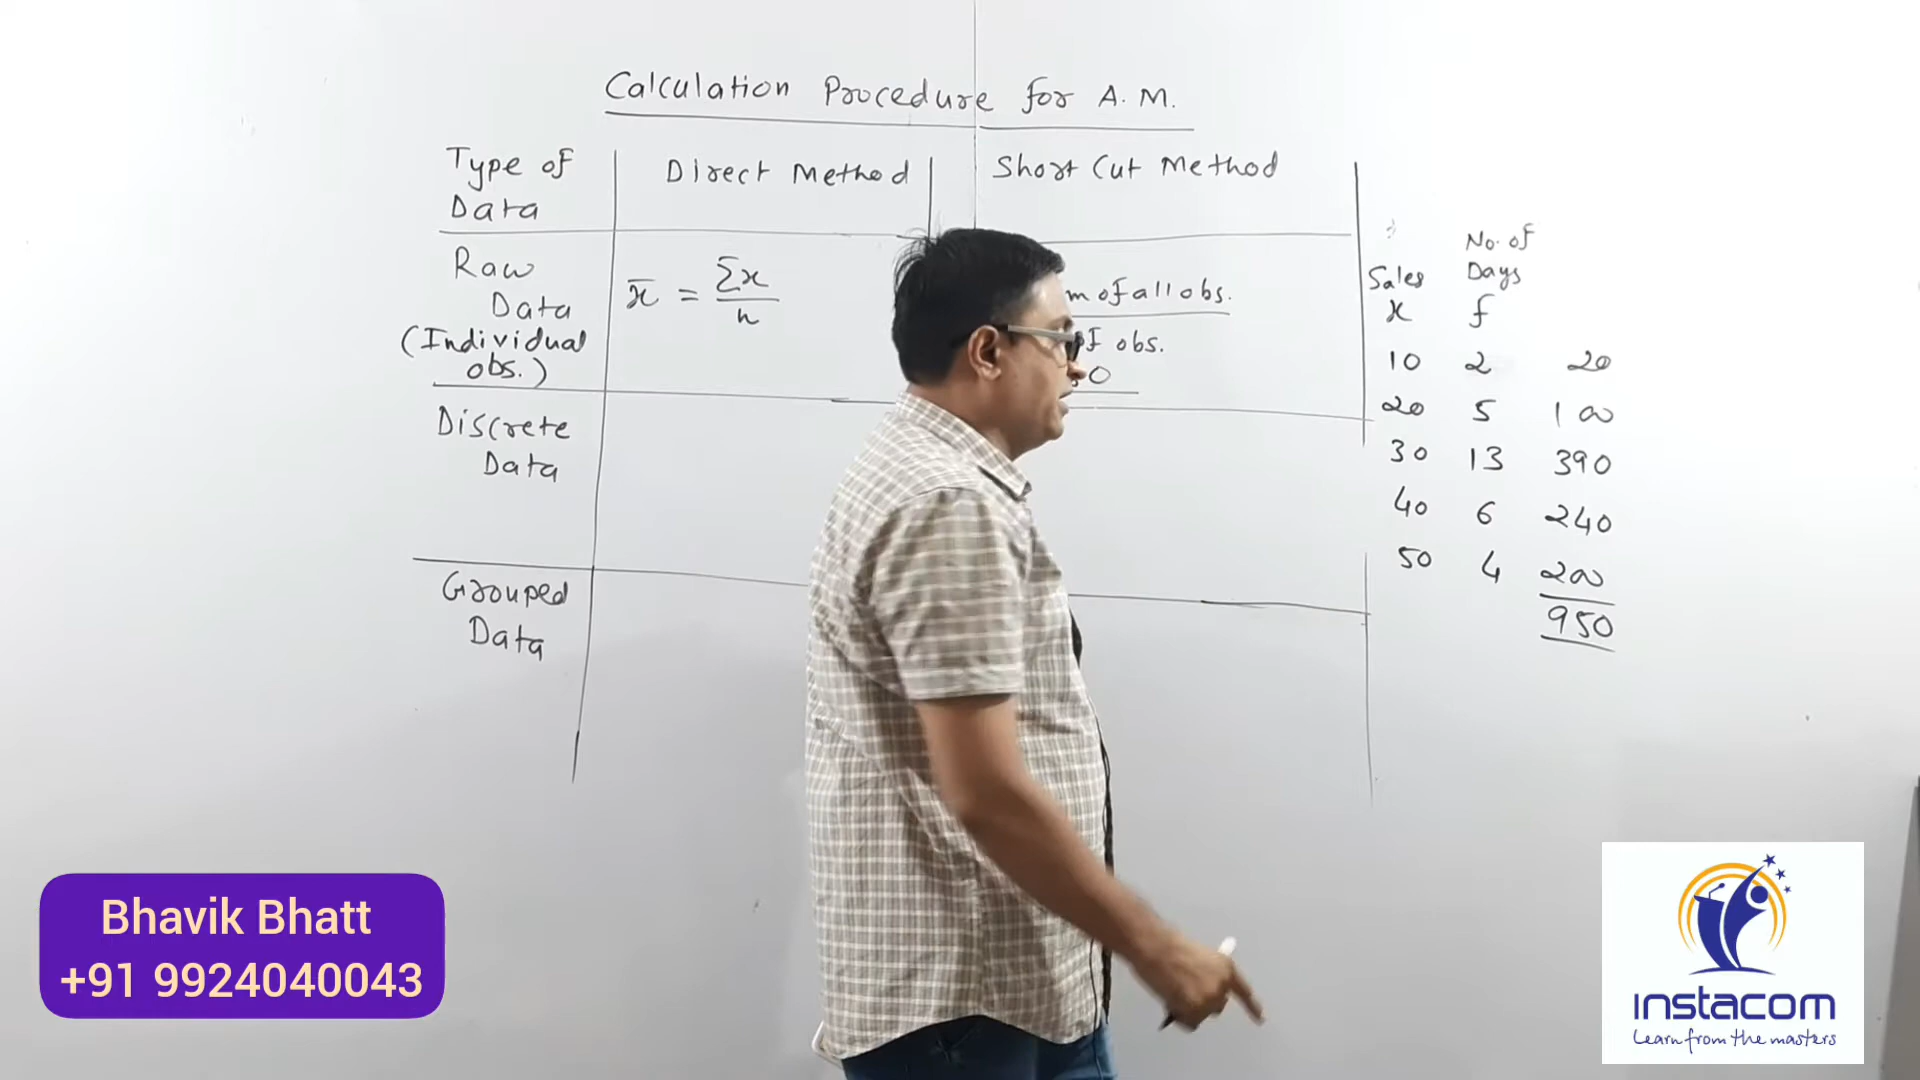 Calculation Procedure for A.M.
Type of Data
Direct Method
Short Cut Method
Raw Data
(Individual obs.)
x̄ = Σx / n
of all obs.
obs.
Discrete Data
Grouped Data
No. of
Sales Days
x f
10 2 20
20 5 100
30 13 390
40 6 240
50 4 200
950
Bhavik Bhatt
+91 9924040043
instacom
Learn from the masters